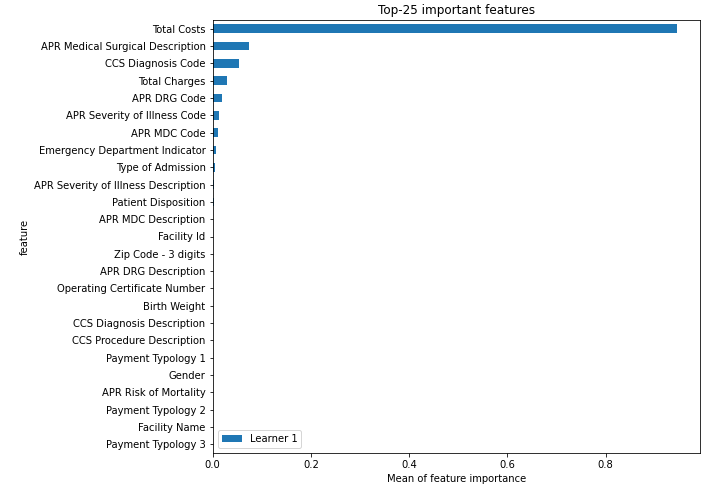 Top-25 important features
Total Costs
APR Medical Surgical Description
CCS Diagnosis Code
Total Charges
APR DRG Code
APR Severity of Illness Code
APR MDC Code
Emergency Department Indicator
Type of Admission
APR Severity of Illness Description
Patient Disposition
APR MDC Description
Facility Id
Zip Code - 3 digits
APR DRG Description
Operating Certificate Number
Birth Weight
CCS Diagnosis Description
CCS Procedure Description
Payment Typology 1
Gender
APR Risk of Mortality
Payment Typology 2
Facility Name
Payment Typology 3
feature
Learner 1
0.0 0.2 0.4 0.6 0.8
Mean of feature importance